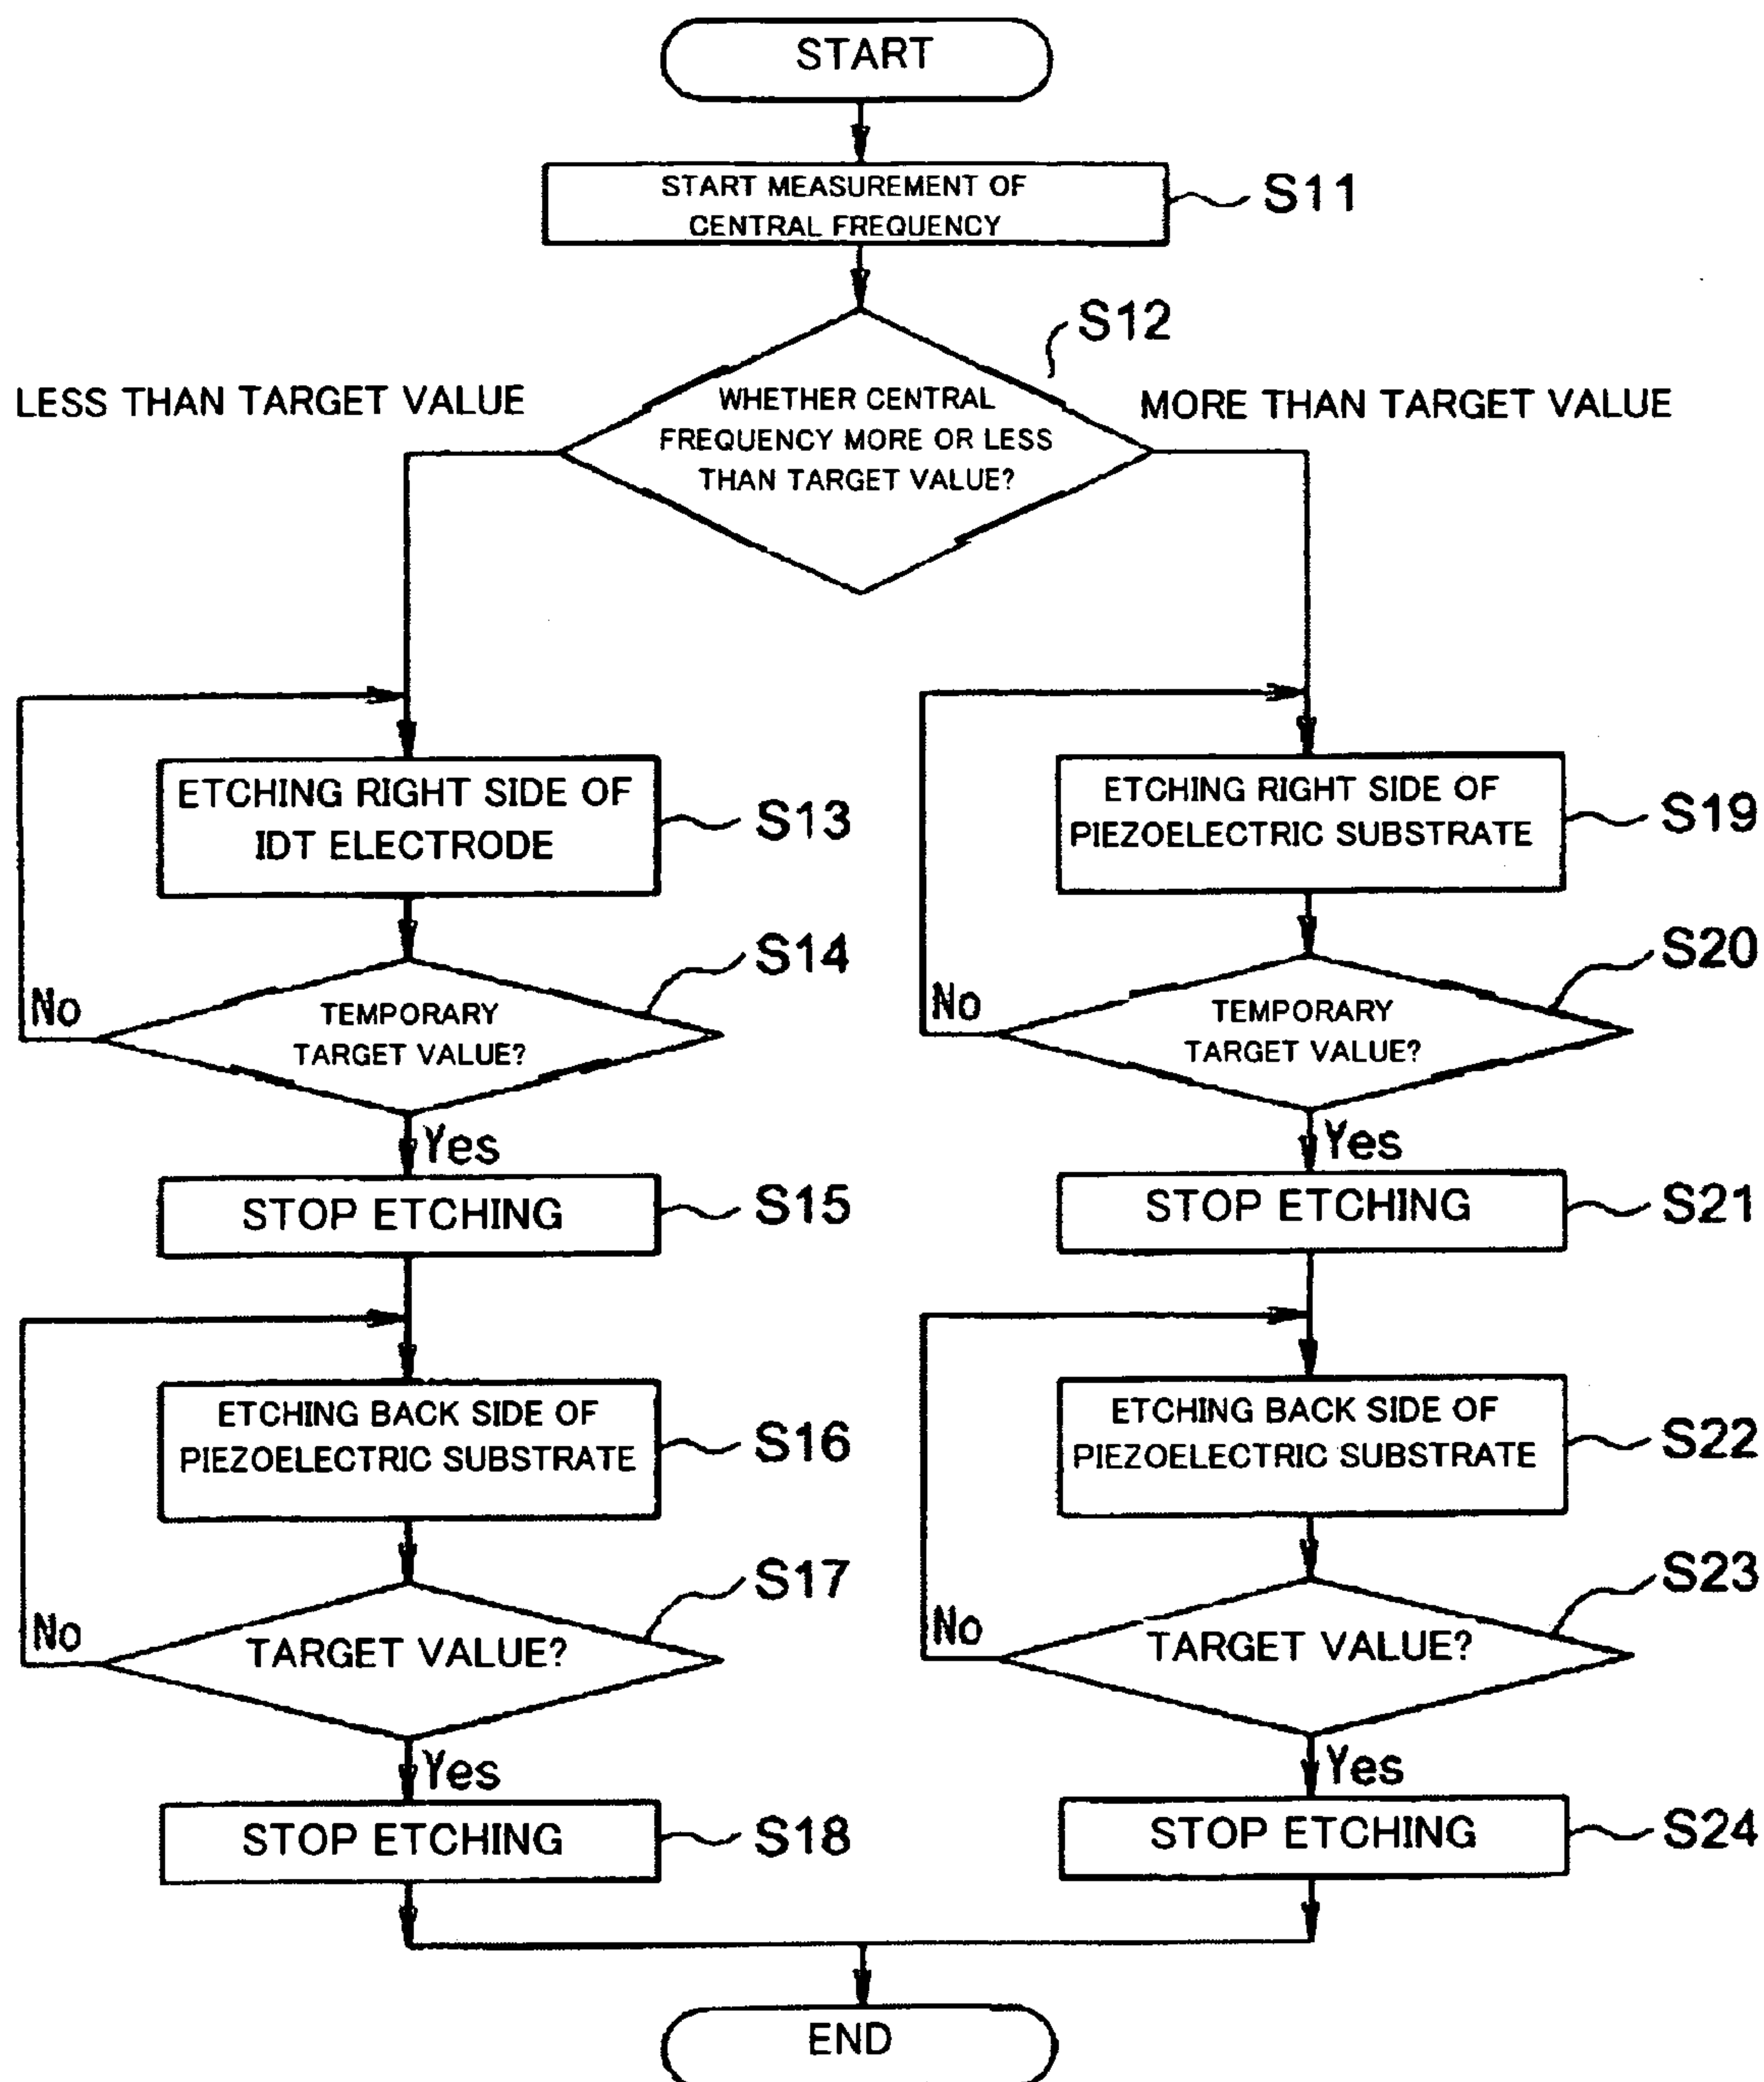 START
START MEASUREMENT OF
CENTRAL FREQUENCY
S11
S12
LESS THAN TARGET VALUE
WHETHER CENTRAL
FREQUENCY MORE OR LESS
THAN TARGET VALUE?
MORE THAN TARGET VALUE
ETCHING RIGHT SIDE OF
IDT ELECTRODE
S13
S14
No
TEMPORARY
TARGET VALUE?
Yes
STOP ETCHING
S15
ETCHING BACK SIDE OF
PIEZOELECTRIC SUBSTRATE
S16
S17
No
TARGET VALUE?
Yes
STOP ETCHING
S18
ETCHING RIGHT SIDE OF
PIEZOELECTRIC SUBSTRATE
S19
S20
No
TEMPORARY
TARGET VALUE?
Yes
STOP ETCHING
S21
ETCHING BACK SIDE OF
PIEZOELECTRIC SUBSTRATE
S22
S23
No
TARGET VALUE?
Yes
STOP ETCHING
S24
END